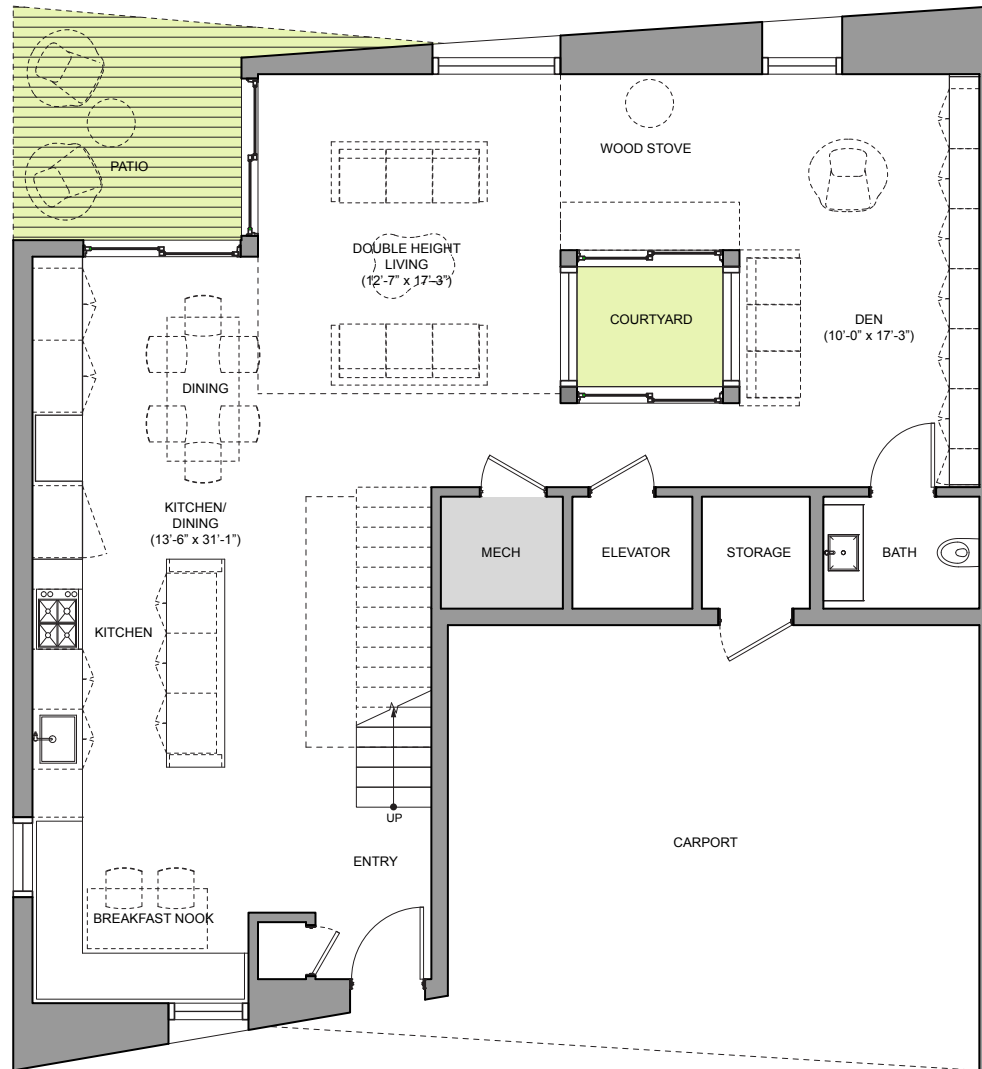 PATIO
WOOD STOVE
DOUBLE HEIGHT
LIVING
(12'-7" x 17'-3")
COURTYARD
DEN
(10'-0" x 17'-3")
DINING
KITCHEN/
DINING
(13'-6" x 31'-1")
MECH
ELEVATOR
STORAGE
BATH
KITCHEN
UP
ENTRY
CARPORT
BREAKFAST NOOK